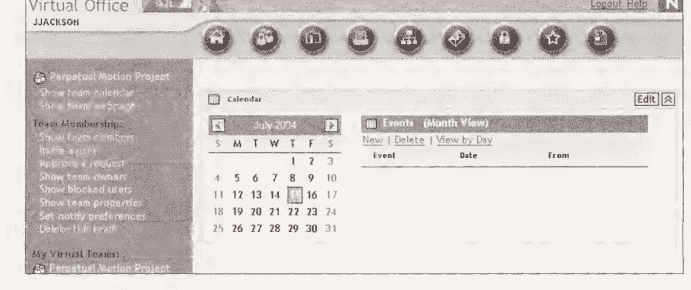 Virtual Office
Logout Help
N
JJACKSON
Perpetual Motion Project
Show team calendar
Show team webpage
Team Membership:
Show team members
Invite a user
Approve a request
Show team owners
Show blocked users
Show team properties
Set notify preferences
Delete this team
My Virtual Teams:
Perpetual Motion Project
Calendar
Edit
July 2004
S M T W T F S
1 2 3
4 5 6 7 8 9 10
11 12 13 14 15 16 17
18 19 20 21 22 23 24
25 26 27 28 29 30 31
Events (Month View)
New | Delete | View by Day
Event Date From